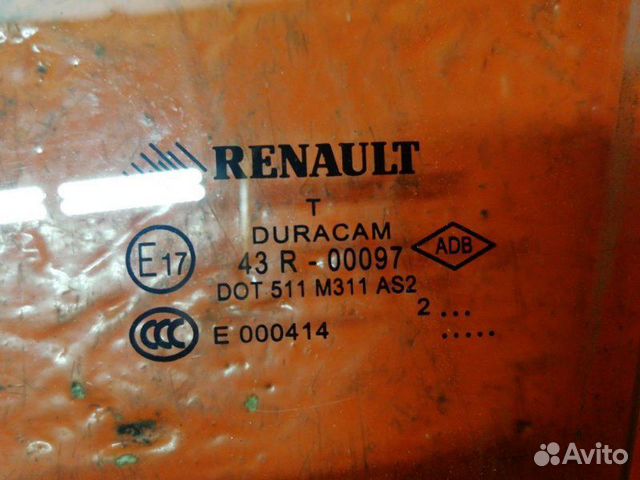 RENAULT
T
DURACAM
E17 43 R - 00097 ADB
DOT 511 M311 AS2
2 ...
CCC E 000414 .....
Avito